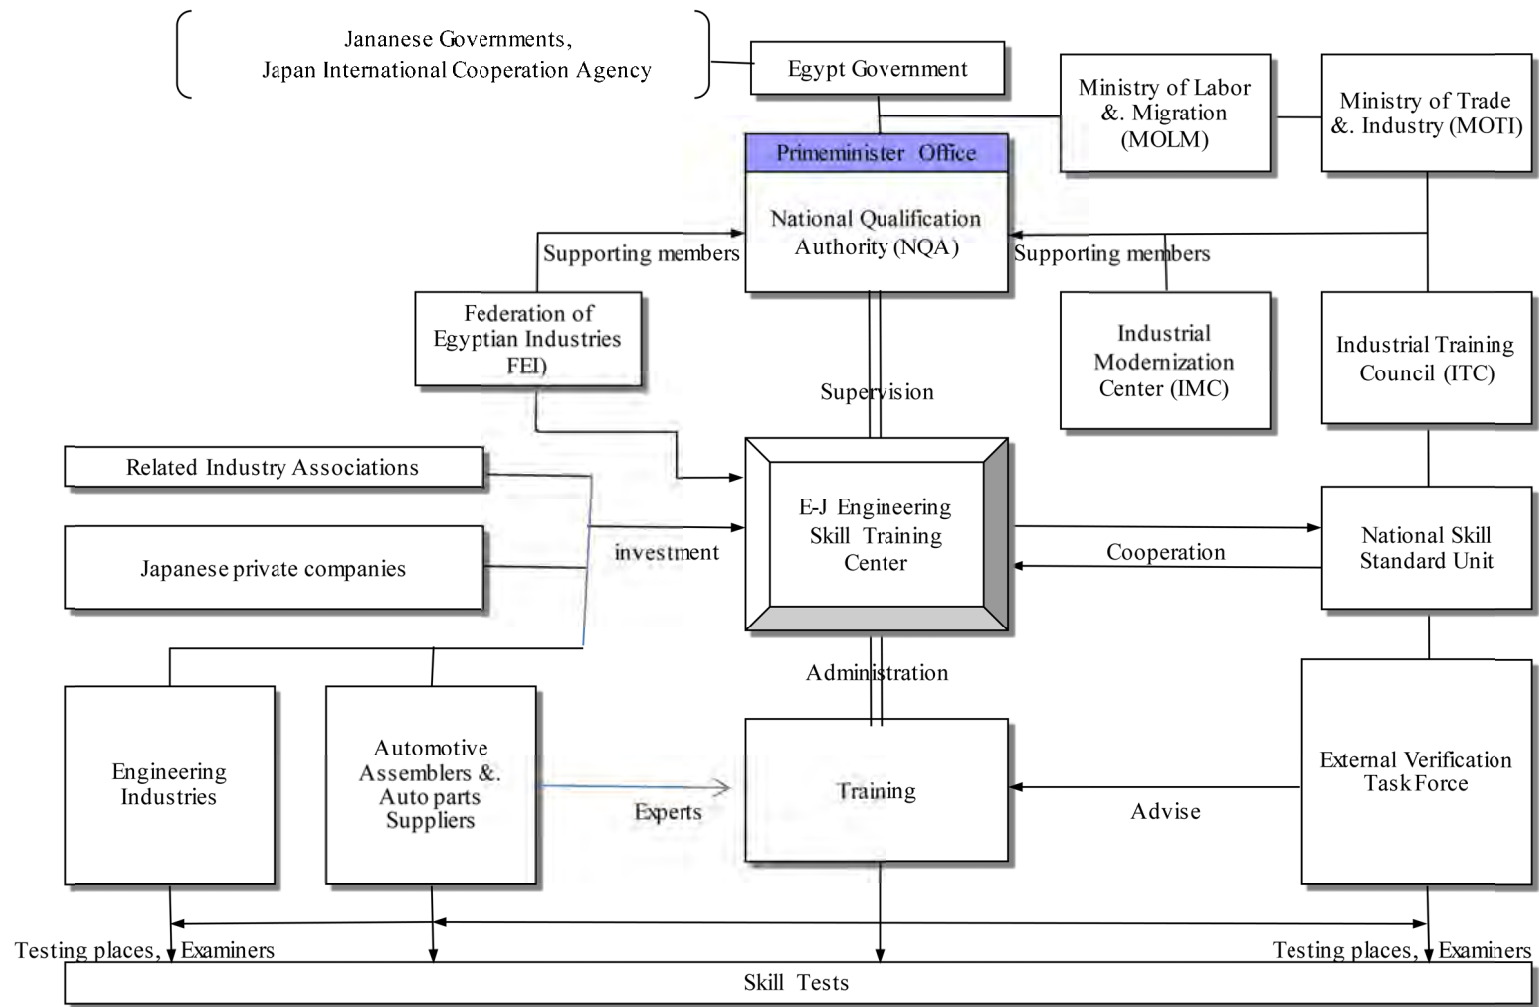 Jananese Governments,
Japan International Cooperation Agency
Egypt Government
Ministry of Labor
&. Migration
(MOLM)
Ministry of Trade
&. Industry (MOTI)
Primeminister Office
National Qualification
Authority (NQA)
Supporting members
Supporting members
Federation of
Egyptian Industries
FEI)
Industrial
Modernization
Center (IMC)
Industrial Training
Council (ITC)
Supervision
Related Industry Associations
Japanese private companies
investment
E-J Engineering
Skill Training
Center
Cooperation
National Skill
Standard Unit
Administration
Engineering
Industries
Automotive
Assemblers &.
Auto parts
Suppliers
Experts
Training
Advise
External Verification
Task Force
Testing places, Examiners
Testing places, Examiners
Skill Tests